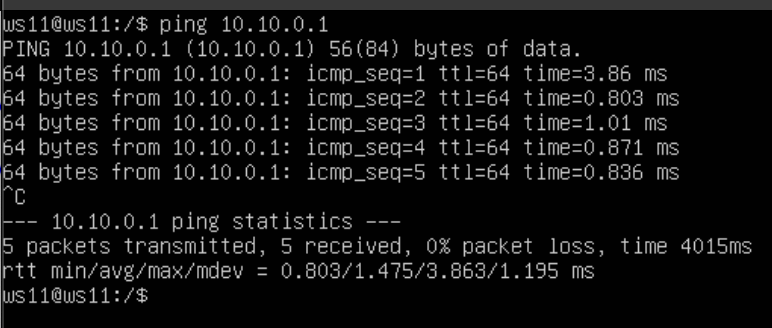 ws11@ws11:/$ ping 10.10.0.1
PING 10.10.0.1 (10.10.0.1) 56(84) bytes of data.
64 bytes from 10.10.0.1: icmp_seq=1 ttl=64 time=3.86 ms
64 bytes from 10.10.0.1: icmp_seq=2 ttl=64 time=0.803 ms
64 bytes from 10.10.0.1: icmp_seq=3 ttl=64 time=1.01 ms
64 bytes from 10.10.0.1: icmp_seq=4 ttl=64 time=0.871 ms
64 bytes from 10.10.0.1: icmp_seq=5 ttl=64 time=0.836 ms
^C
--- 10.10.0.1 ping statistics ---
5 packets transmitted, 5 received, 0% packet loss, time 4015ms
rtt min/avg/max/mdev = 0.803/1.475/3.863/1.195 ms
ws11@ws11:/$